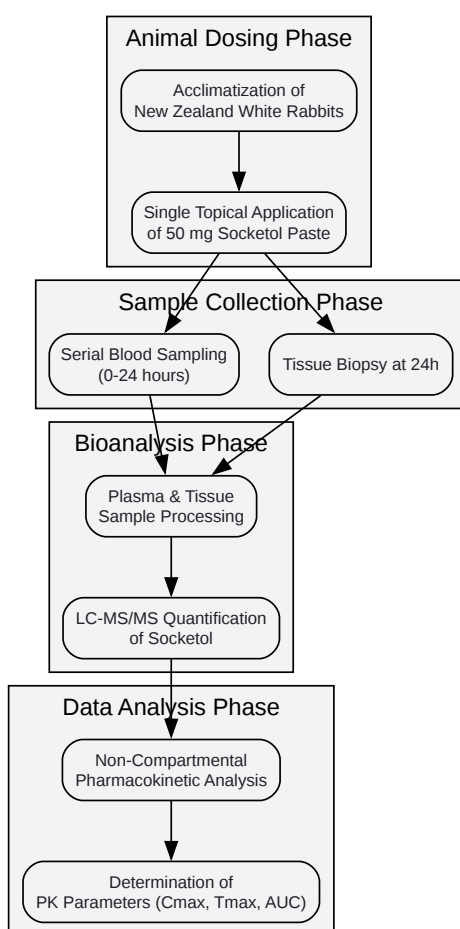 Animal Dosing Phase
Acclimatization of
New Zealand White Rabbits
Single Topical Application
of 50 mg Socketol Paste
Sample Collection Phase
Serial Blood Sampling
(0-24 hours)
Tissue Biopsy at 24h
Bioanalysis Phase
Plasma & Tissue
Sample Processing
LC-MS/MS Quantification
of Socketol
Data Analysis Phase
Non-Compartmental
Pharmacokinetic Analysis
Determination of
PK Parameters (Cmax, Tmax, AUC)